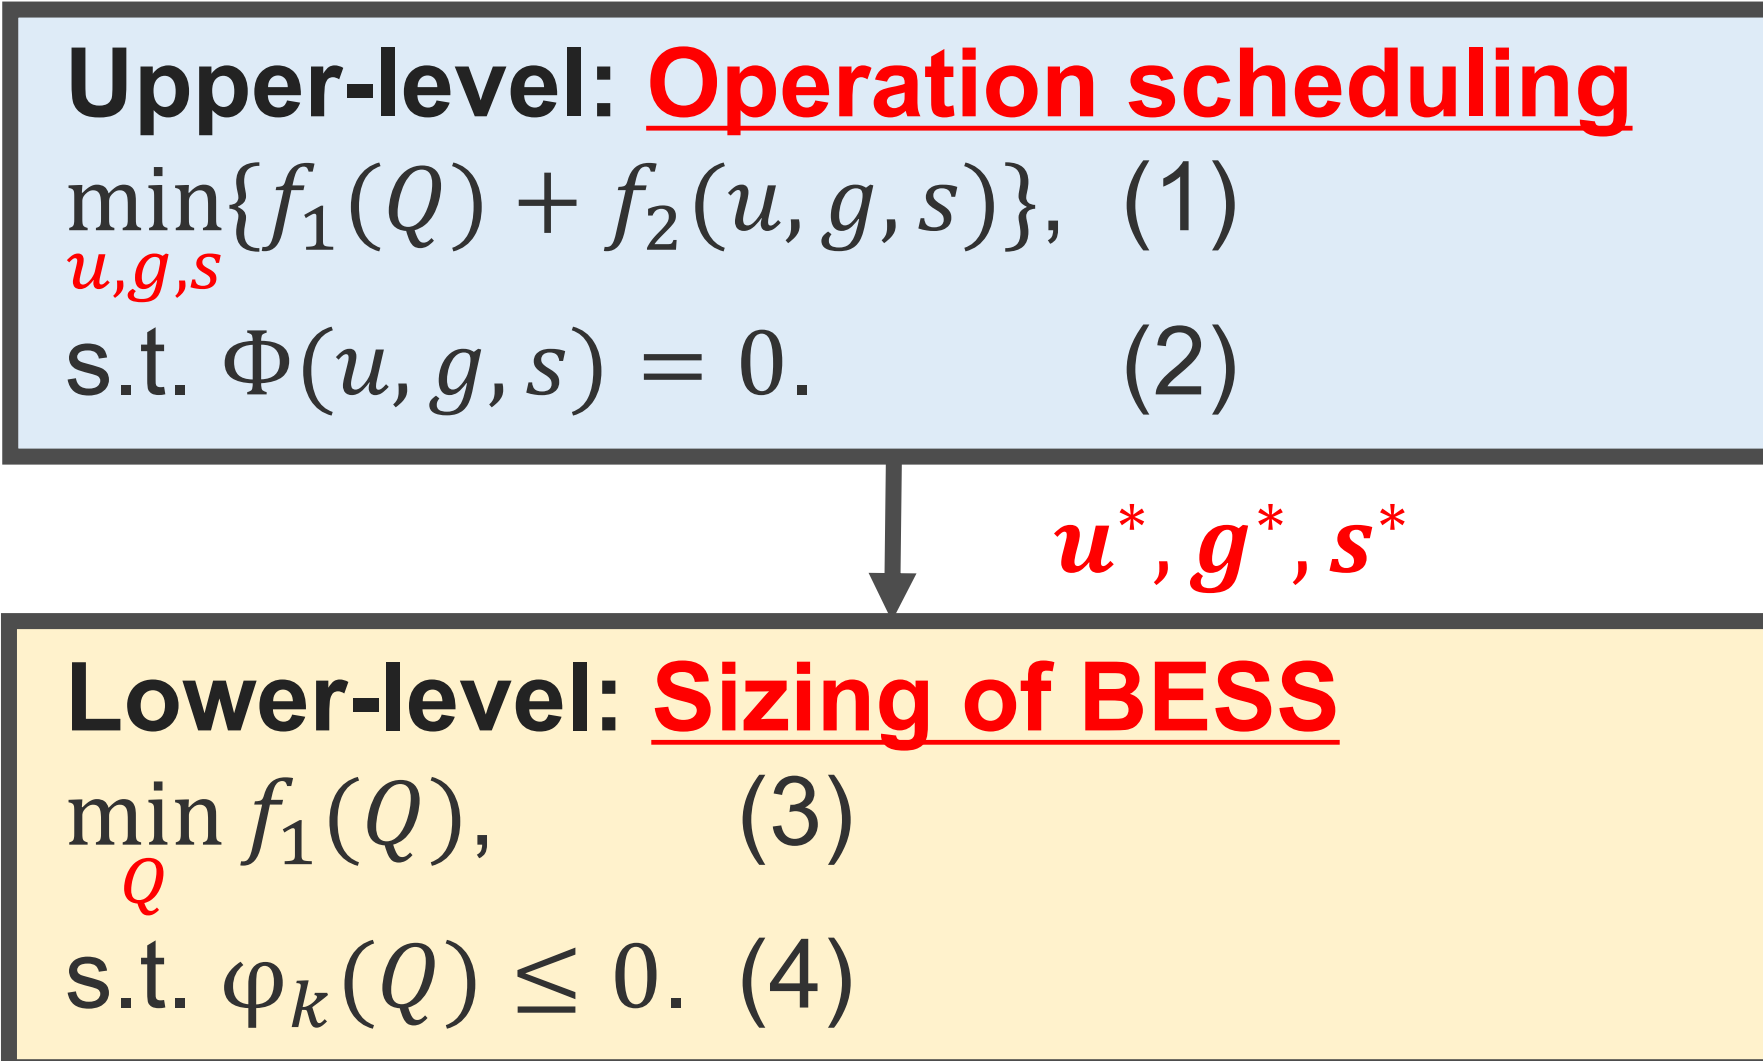 Upper-level: Operation scheduling
min{f₁(Q) + f₂(u, g, s)}, (1)
u,g,s
s.t. Φ(u, g, s) = 0. (2)
u*, g*, s*
Lower-level: Sizing of BESS
min f₁(Q), (3)
Q
s.t. φₖ(Q) ≤ 0. (4)